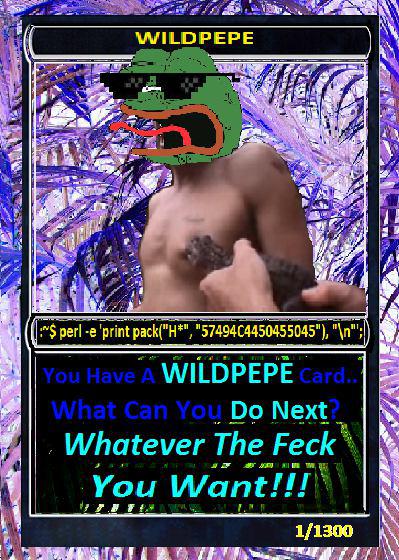 WILDPEPE
:~$ perl -e 'print pack("H*", "57494C4450455045"), "\n"';
You Have A WILDPEPE Card..
What Can You Do Next?
Whatever The Feck
You Want!!!
1/1300